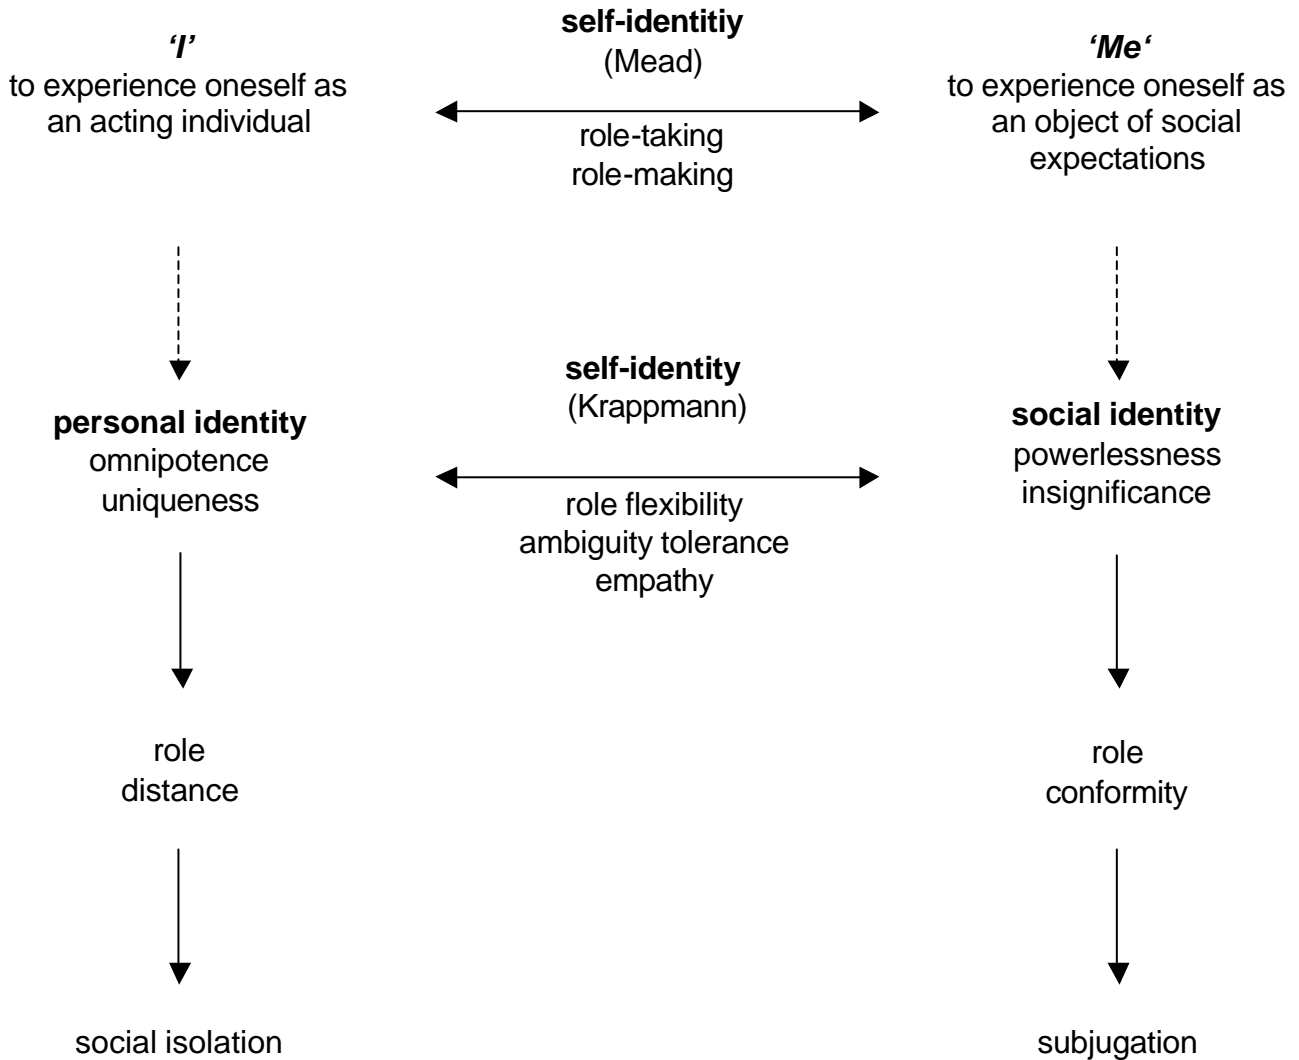 self-identitiy
(Mead)
‘I’
to experience oneself as
an acting individual
role-taking
role-making
‘Me‘
to experience oneself as
an object of social
expectations
self-identity
(Krappmann)
personal identity
omnipotence
uniqueness
role flexibility
ambiguity tolerance
empathy
social identity
powerlessness
insignificance
role
distance
role
conformity
social isolation
subjugation